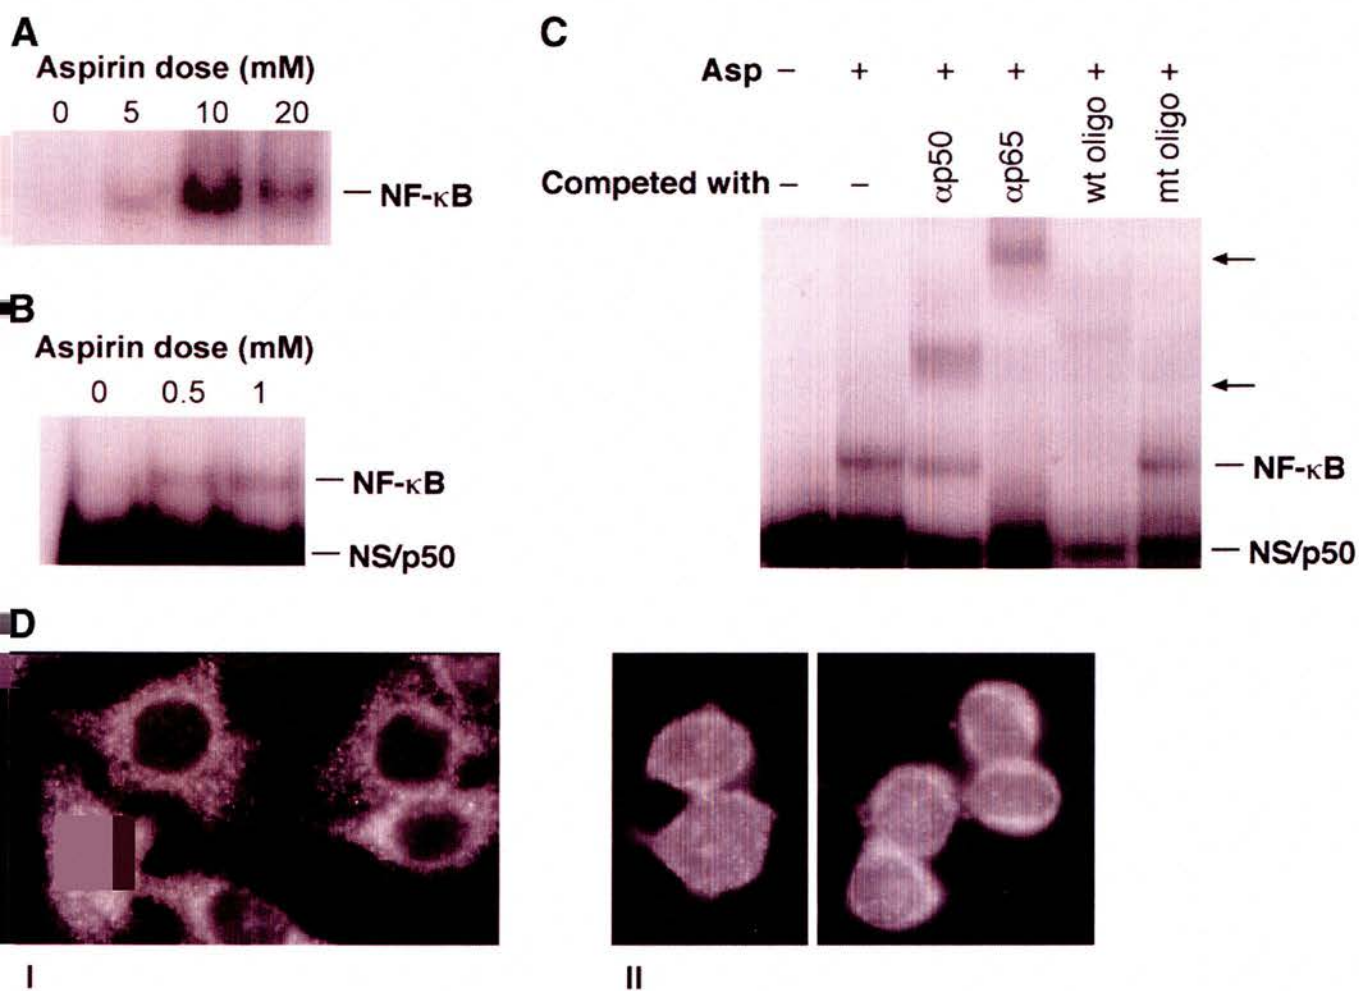 A
Aspirin dose (mM)
0 5 10 20
— NF-κB
B
Aspirin dose (mM)
0 0.5 1
— NF-κB
— NS/p50
C
Asp – + + + + +
Competed with – – αp50 αp65 wt oligo mt oligo
— NF-κB
— NS/p50
D
I
II